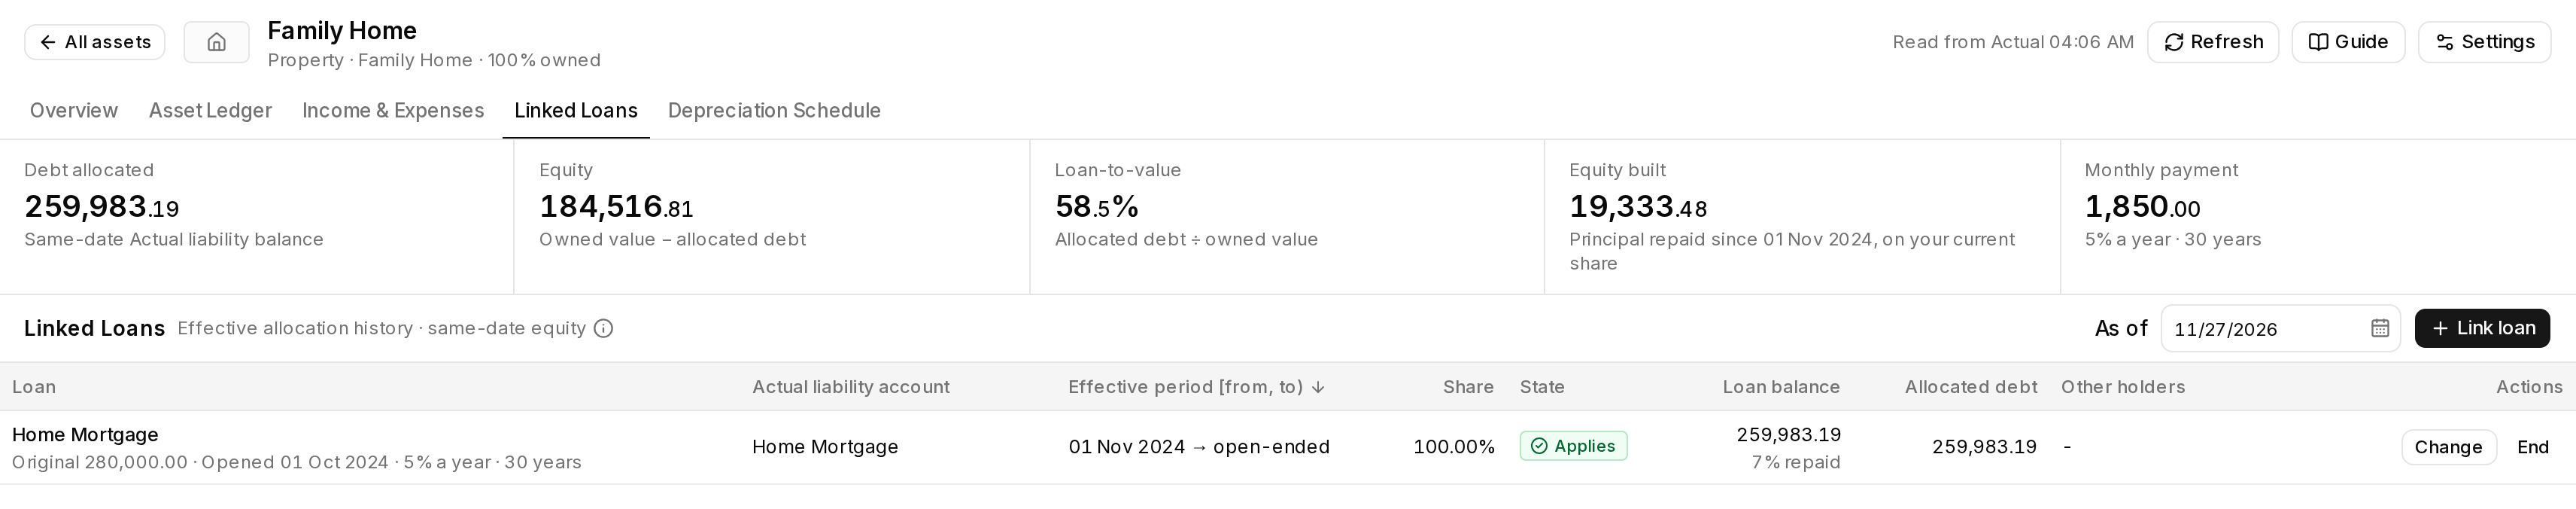 All assets
Family Home
Property · Family Home · 100% owned
Read from Actual 04:06 AM
Refresh
Guide
Settings
Overview
Asset Ledger
Income & Expenses
Linked Loans
Depreciation Schedule
Debt allocated
259,983.19
Same-date Actual liability balance
Equity
184,516.81
Owned value – allocated debt
Loan-to-value
58.5%
Allocated debt ÷ owned value
Equity built
19,333.48
Principal repaid since 01 Nov 2024, on your current
share
Monthly payment
1,850.00
5% a year · 30 years
Linked Loans Effective allocation history · same-date equity
As of 11/27/2026
+ Link loan
Loan
Actual liability account
Effective period [from, to) ↓
Share
State
Loan balance
Allocated debt
Other holders
Actions
Home Mortgage
Original 280,000.00 · Opened 01 Oct 2024 · 5% a year · 30 years
Home Mortgage
01 Nov 2024 → open-ended
100.00%
Applies
259,983.19
7% repaid
259,983.19
-
Change
End